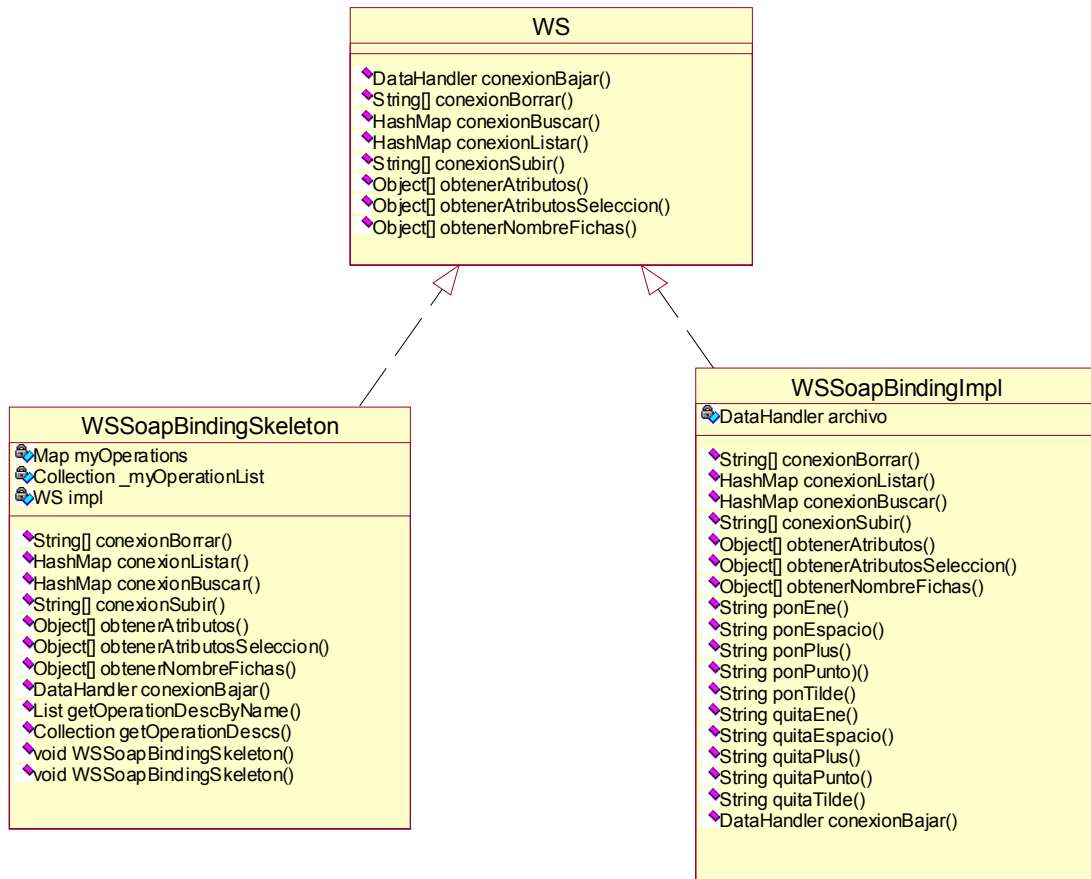 WS
DataHandler conexionBajar()
String[] conexionBorrar()
HashMap conexionBuscar()
HashMap conexionListar()
String[] conexionSubir()
Object[] obtenerAtributos()
Object[] obtenerAtributosSeleccion()
Object[] obtenerNombreFichas()
WSSoapBindingSkeleton
Map myOperations
Collection _myOperationList
WS impl
String[] conexionBorrar()
HashMap conexionListar()
HashMap conexionBuscar()
String[] conexionSubir()
Object[] obtenerAtributos()
Object[] obtenerAtributosSeleccion()
Object[] obtenerNombreFichas()
DataHandler conexionBajar()
List getOperationDescByName()
Collection getOperationDescs()
void WSSoapBindingSkeleton()
void WSSoapBindingSkeleton()
WSSoapBindingImpl
DataHandler archivo
String[] conexionBorrar()
HashMap conexionListar()
HashMap conexionBuscar()
String[] conexionSubir()
Object[] obtenerAtributos()
Object[] obtenerAtributosSeleccion()
Object[] obtenerNombreFichas()
String ponEne()
String ponEspacio()
String ponPlus()
String ponPunto)()
String ponTilde()
String quitaEne()
String quitaEspacio()
String quitaPlus()
String quitaPunto()
String quitaTilde()
DataHandler conexionBajar()